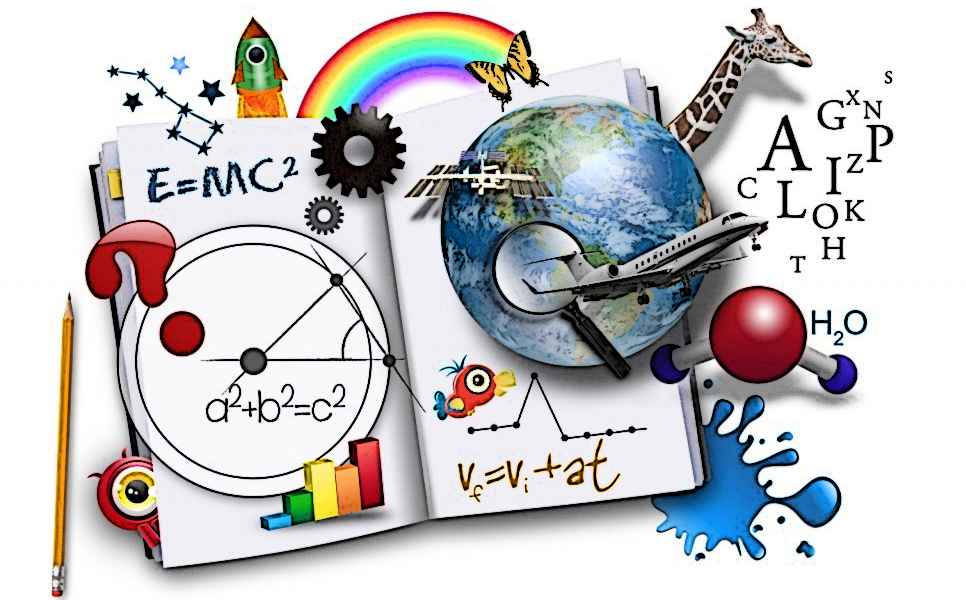 E=MC²
a²+b²=c²
v_f=v_i+at
S
G X N
A P
I Z
C L O K
H
T
H₂O